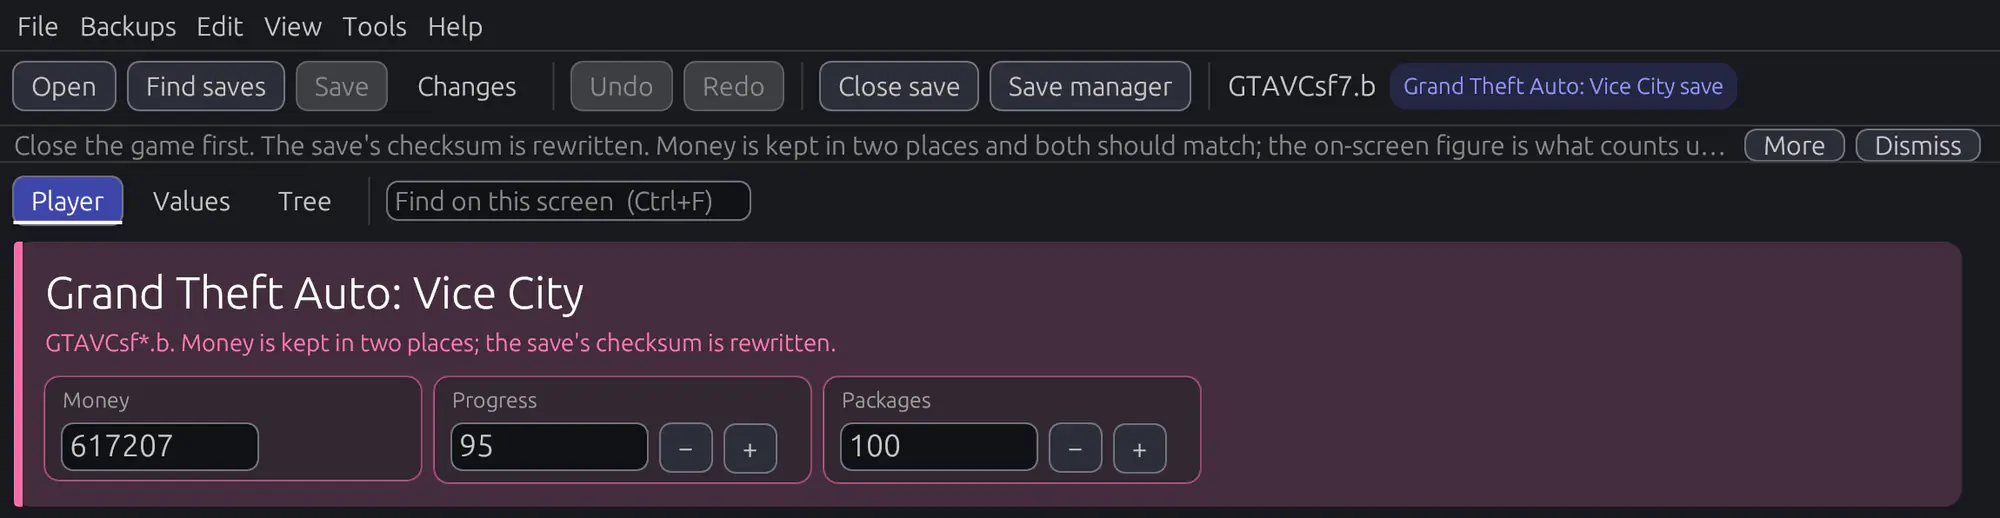 File Backups Edit View Tools Help
Open Find saves Save Changes Undo Redo Close save Save manager GTAVCsf7.b Grand Theft Auto: Vice City save
Close the game first. The save's checksum is rewritten. Money is kept in two places and both should match; the on-screen figure is what counts u... More Dismiss
Player Values Tree Find on this screen (Ctrl+F)
Grand Theft Auto: Vice City
GTAVCsf*.b. Money is kept in two places; the save's checksum is rewritten.
Money Progress Packages
617207 95 − + 100 − +